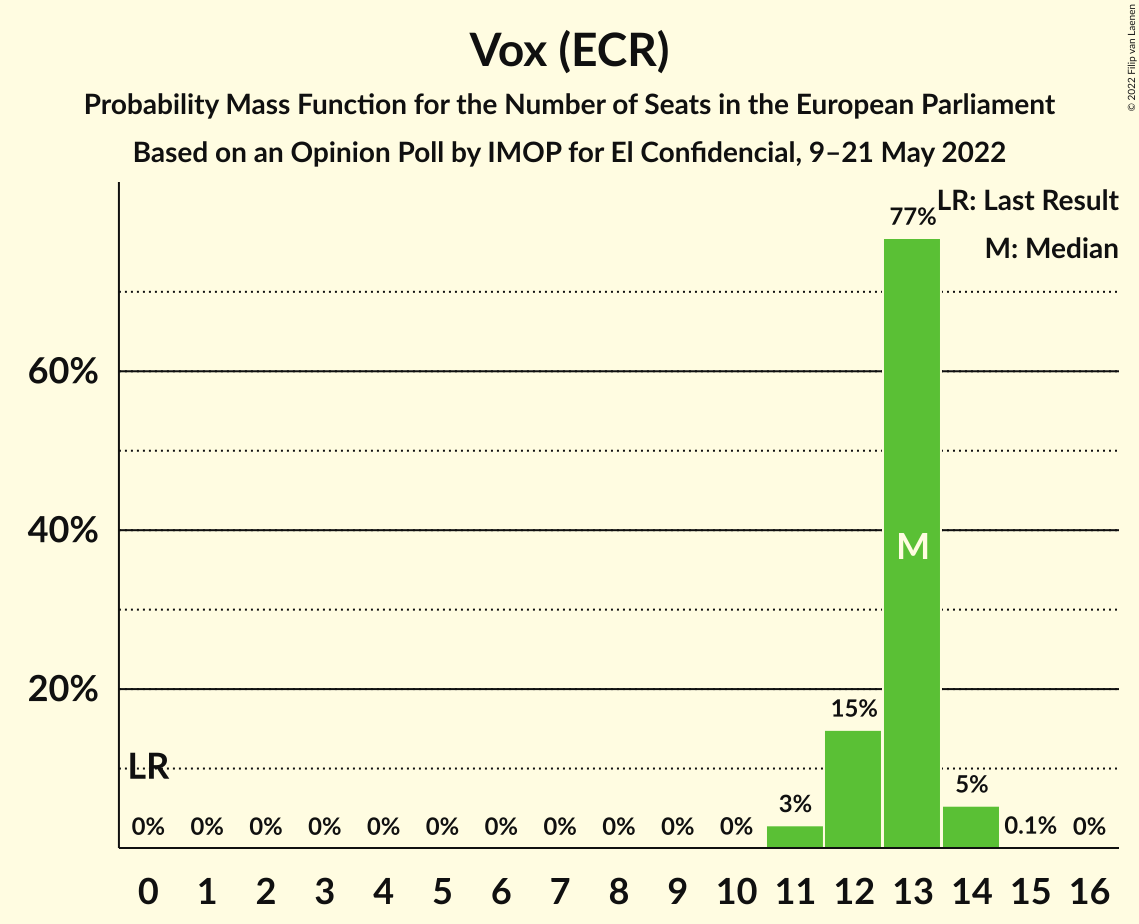 Vox (ECR)
Probability Mass Function for the Number of Seats in the European Parliament
Based on an Opinion Poll by IMOP for El Confidencial, 9–21 May 2022
© 2022 Filip van Laenen
LR: Last Result
M: Median
77%
60%
40%
M
20%
15%
LR
5%
3%
0% 0% 0% 0% 0% 0% 0% 0% 0% 0% 0% 0.1% 0%
0 1 2 3 4 5 6 7 8 9 10 11 12 13 14 15 16